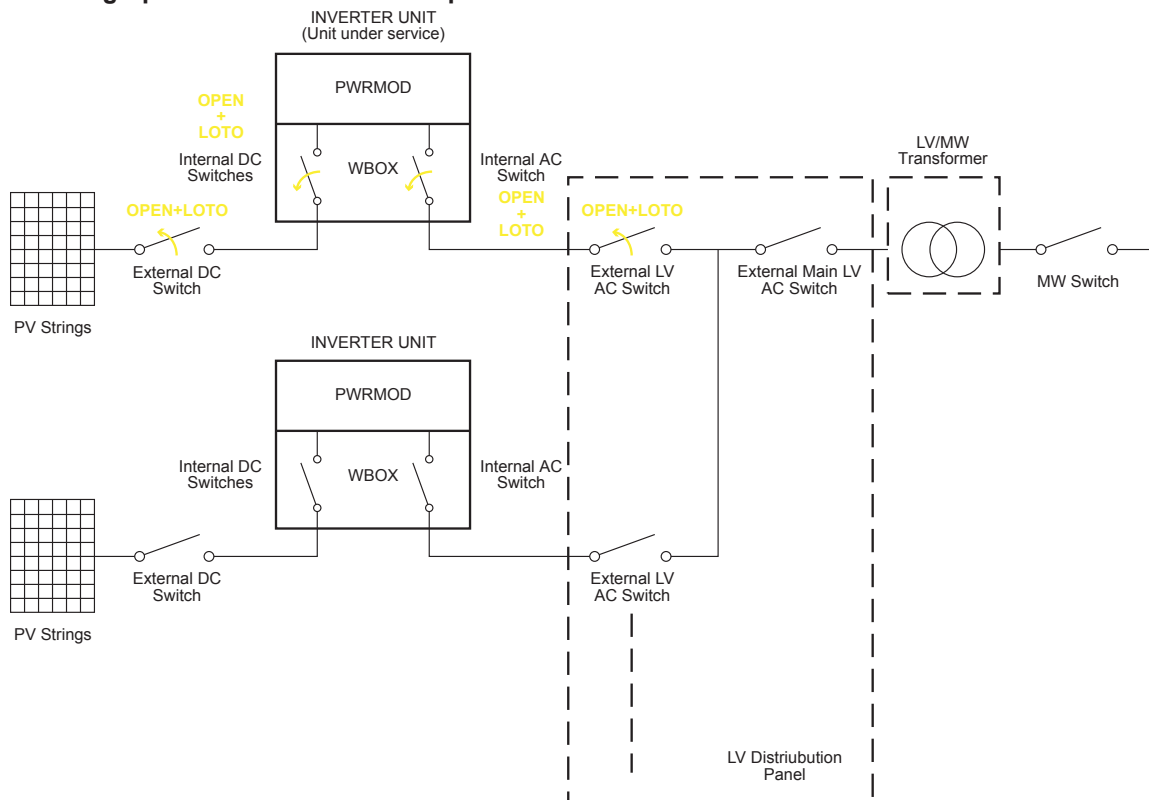 INVERTER UNIT
(Unit under service)
PWRMOD
OPEN
+
LOTO
Internal DC
Switches
WBOX
Internal AC
Switch
OPEN
+
LOTO
LV/MW
Transformer
OPEN+LOTO
OPEN+LOTO
External DC
Switch
External LV
AC Switch
External Main LV
AC Switch
MW Switch
PV Strings
INVERTER UNIT
PWRMOD
Internal DC
Switches
WBOX
Internal AC
Switch
External DC
Switch
External LV
AC Switch
PV Strings
LV Distriubution
Panel